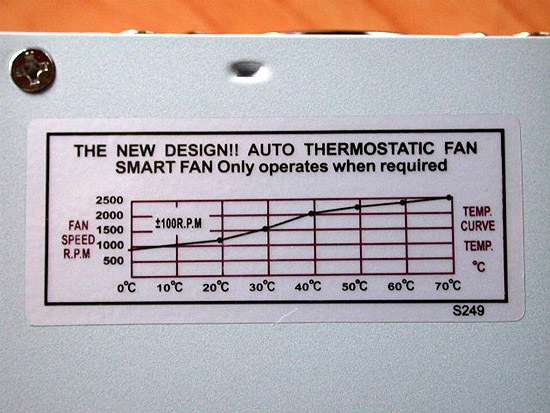 THE NEW DESIGN!! AUTO THERMOSTATIC FAN
SMART FAN Only operates when required
FAN
SPEED
R.P.M
2500
2000
1500
1000
500
±100R.P.M
TEMP.
CURVE
TEMP.
°C
0°C 10°C 20°C 30°C 40°C 50°C 60°C 70°C
S249